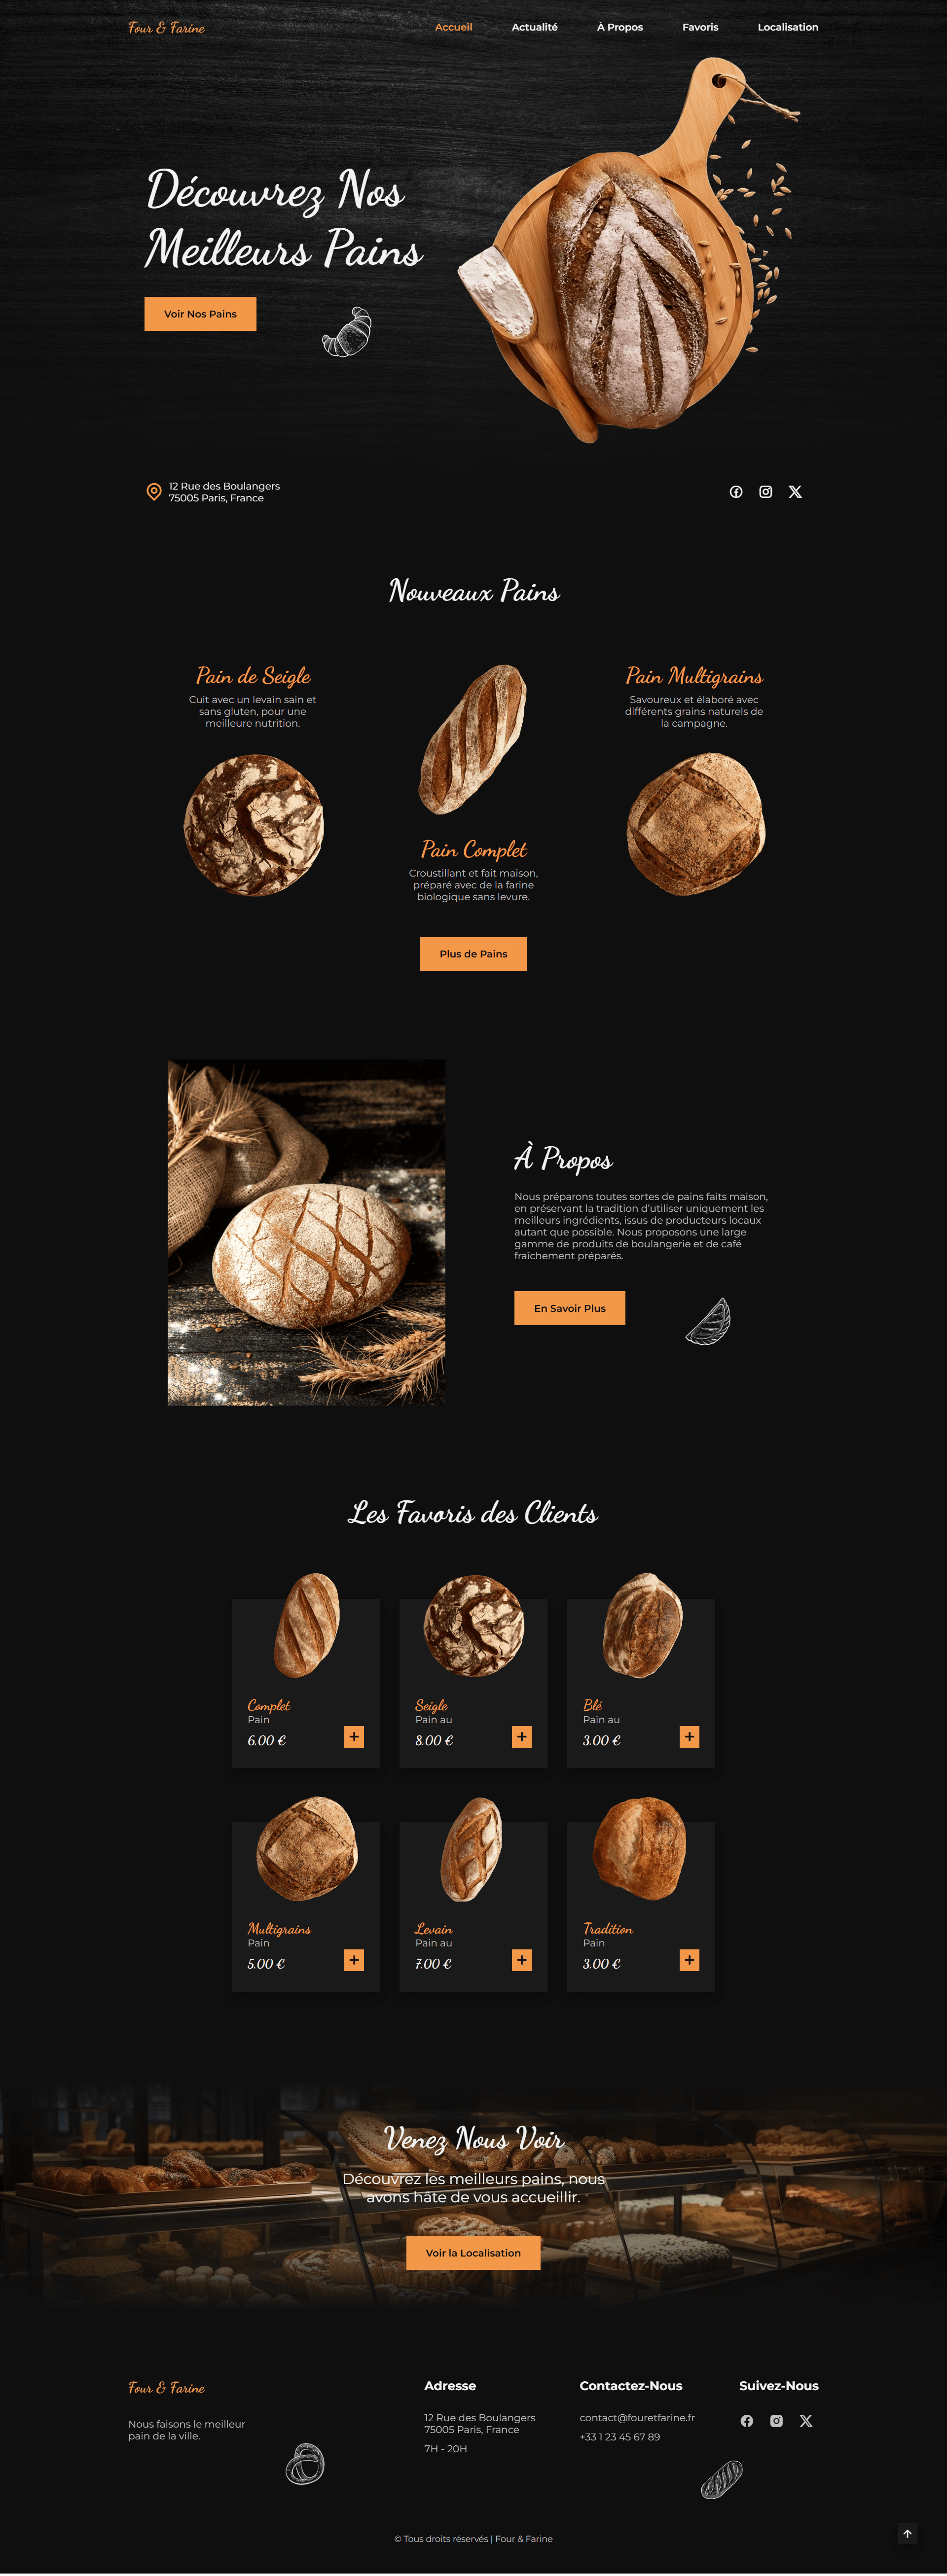 Four & Farine
Accueil
Actualité
À Propos
Favoris
Localisation
Découvrez Nos
Meilleurs Pains
Voir Nos Pains
12 Rue des Boulangers
75005 Paris, France
Nouveaux Pains
Pain de Seigle
Cuit avec un levain sain et
sans gluten, pour une
meilleure nutrition.
Pain Complet
Croustillant et fait maison,
préparé avec de la farine
biologique sans levure.
Pain Multigrains
Savoureux et élaboré avec
différents grains naturels de
la campagne.
Plus de Pains
À Propos
Nous préparons toutes sortes de pains faits maison,
en préservant la tradition d'utiliser uniquement les
meilleurs ingrédients, issus de producteurs locaux
autant que possible. Nous proposons une large
gamme de produits de boulangerie et de café
fraîchement préparés.
En Savoir Plus
Les Favoris des Clients
Complet
Pain
6.00 €
Seigle
Pain au
8.00 €
Blé
Pain au
3.00 €
Multigrains
Pain
5.00 €
Levain
Pain au
7.00 €
Tradition
Pain
3.00 €
Venez Nous Voir
Découvrez les meilleurs pains, nous
avons hâte de vous accueillir.
Voir la Localisation
Four & Farine
Nous faisons le meilleur
pain de la ville.
Adresse
12 Rue des Boulangers
75005 Paris, France
7H - 20H
Contactez-Nous
contact@fouretfarine.fr
+33 1 23 45 67 89
Suivez-Nous
© Tous droits réservés | Four & Farine